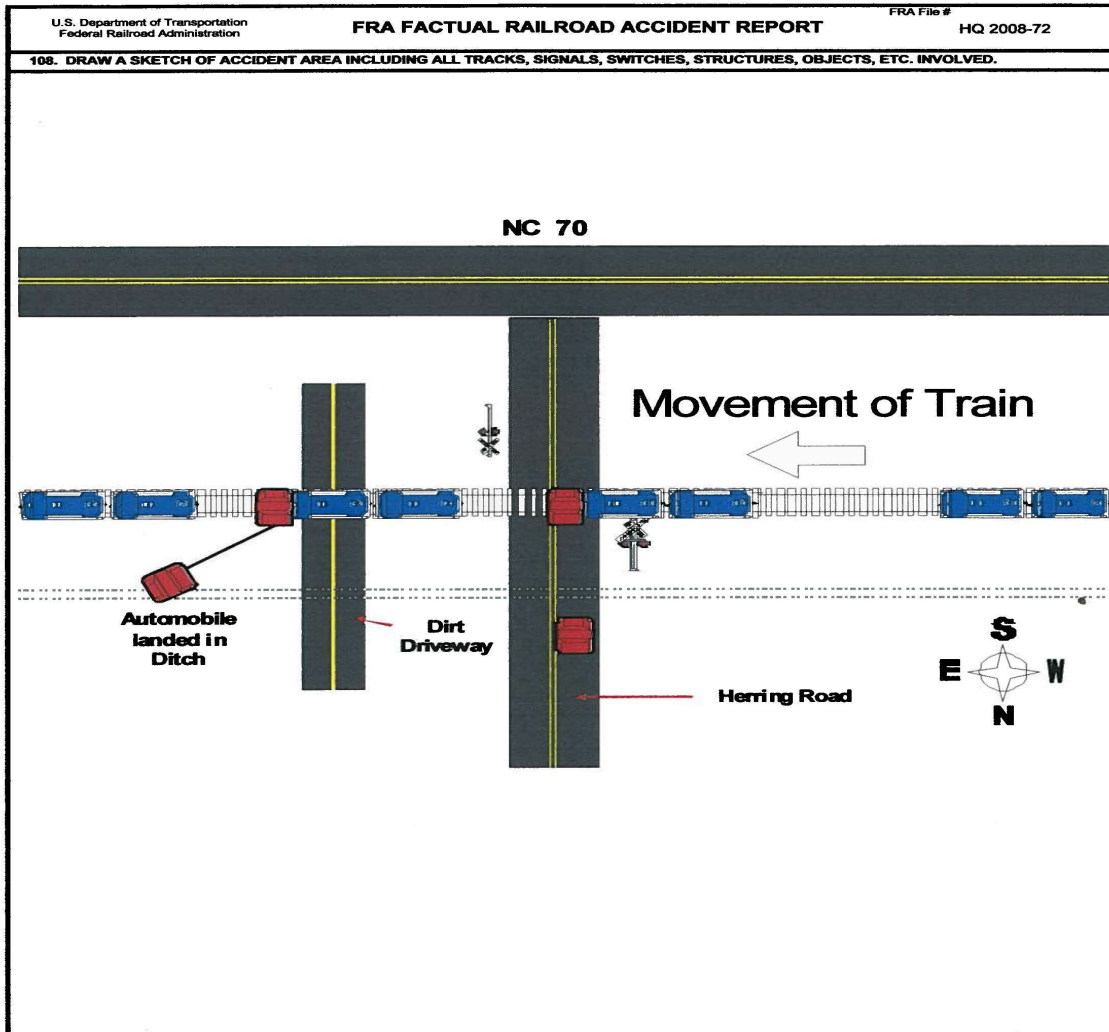 U.S. Department of Transportation
Federal Railroad Administration
FRA FACTUAL RAILROAD ACCIDENT REPORT
FRA File #
HQ 2008-72
108. DRAW A SKETCH OF ACCIDENT AREA INCLUDING ALL TRACKS, SIGNALS, SWITCHES, STRUCTURES, OBJECTS, ETC. INVOLVED.
NC 70
Movement of Train
Automobile
landed in
Ditch
Dirt
Driveway
Herring Road
S
E
W
N